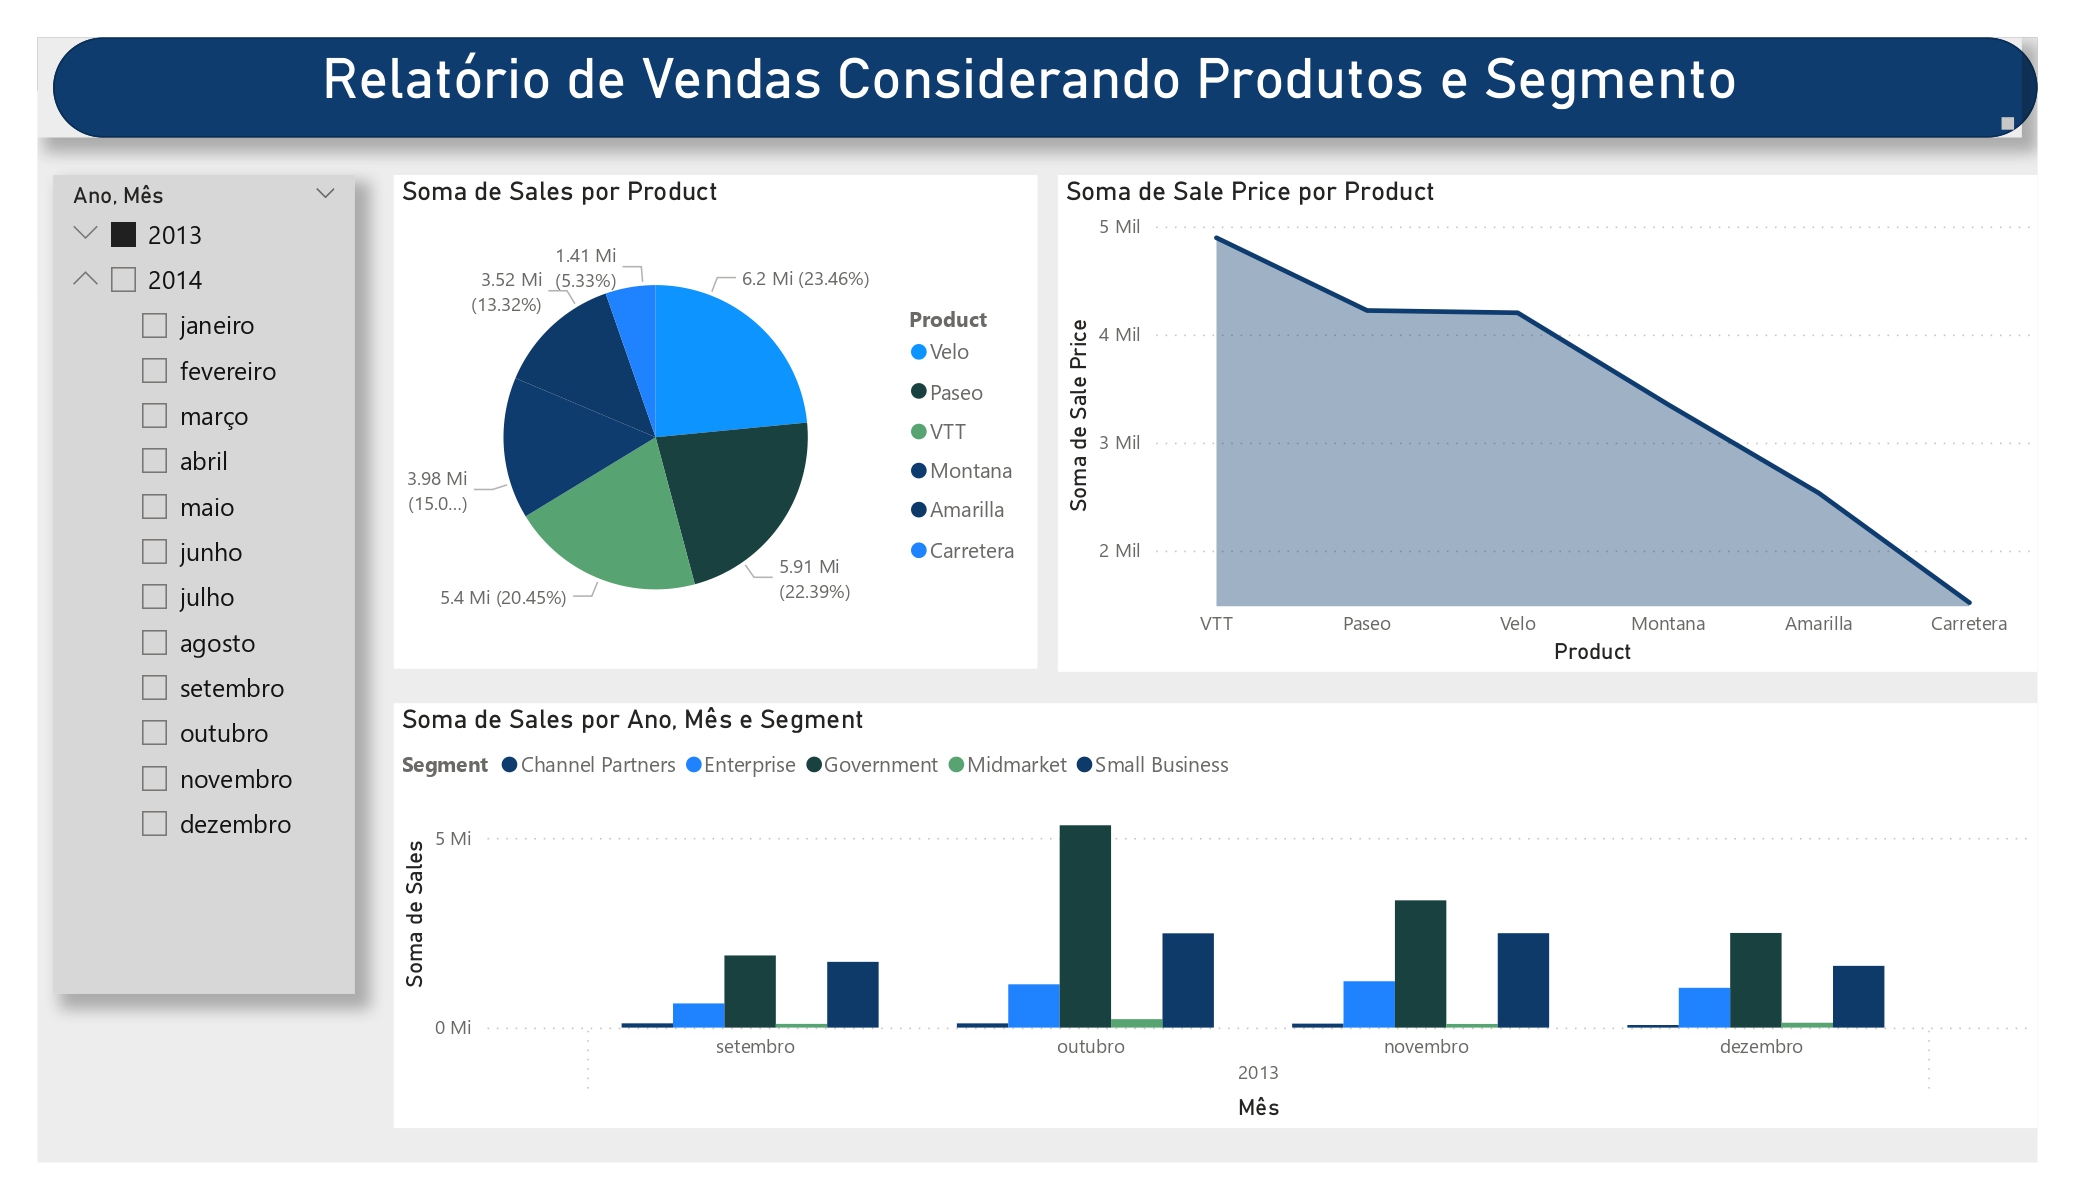 Relatório de Vendas Considerando Produtos e Segmento
Ano, Mês
2013
2014
janeiro
fevereiro
março
abril
maio
junho
julho
agosto
setembro
outubro
novembro
dezembro
Soma de Sales por Product
1.41 Mi
(5.33%)
3.52 Mi
(13.32%)
6.2 Mi (23.46%)
3.98 Mi
(15.0...)
5.4 Mi (20.45%)
5.91 Mi
(22.39%)
Product
Velo
Paseo
VTT
Montana
Amarilla
Carretera
Soma de Sale Price por Product
Soma de Sale Price
5 Mil
4 Mil
3 Mil
2 Mil
VTT Paseo Velo Montana Amarilla Carretera
Product
Soma de Sales por Ano, Mês e Segment
Segment Channel Partners Enterprise Government Midmarket Small Business
Soma de Sales
5 Mi
0 Mi
setembro outubro novembro dezembro
2013
Mês